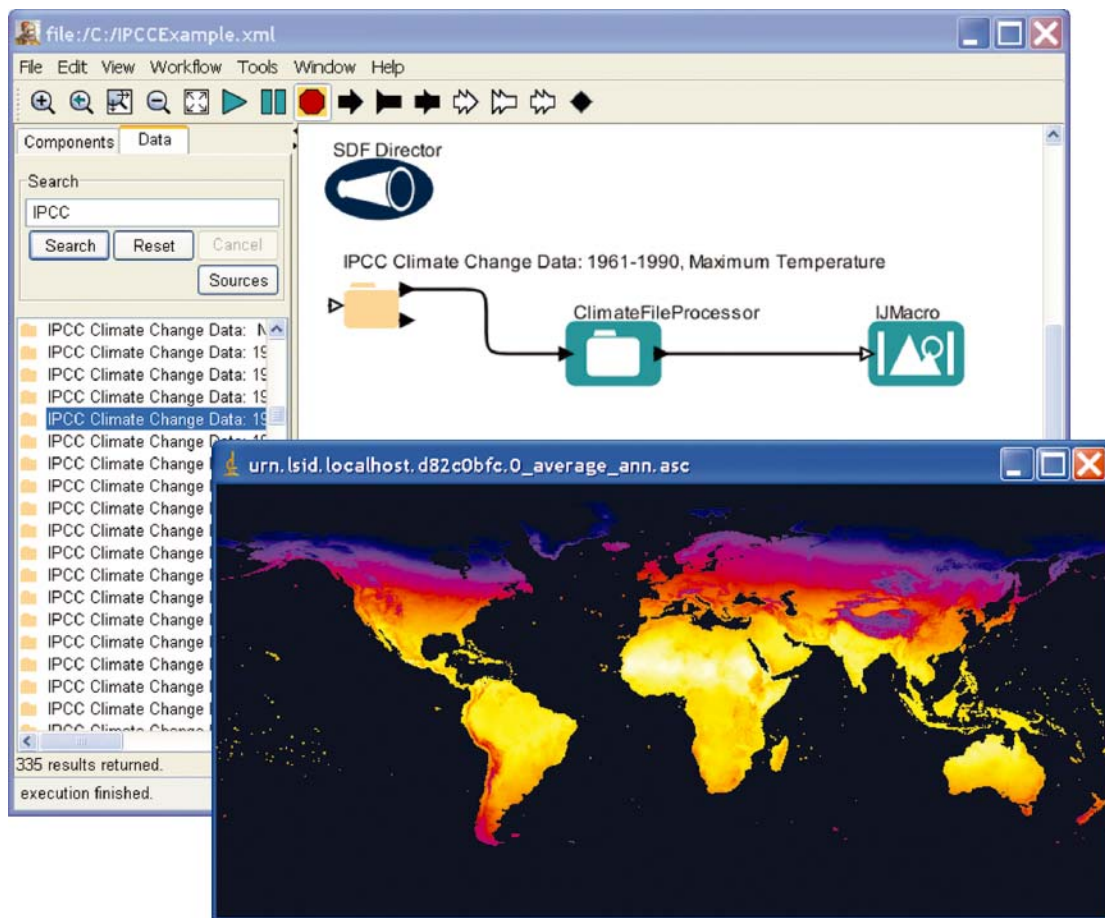 file:/C:/IPCCExample.xml
File Edit View Workflow Tools Window Help
Components Data
Search
IPCC
Search Reset Cancel
Sources
IPCC Climate Change Data: N
IPCC Climate Change Data: 19
IPCC Climate Change Data: 19
IPCC Climate Change Data: 19
IPCC Climate Change Data: 19
IPCC Climate Change Data: 19
IPCC Climate Change
IPCC Climate Change
IPCC Climate Change
IPCC Climate Change
IPCC Climate Change
IPCC Climate Change
IPCC Climate Change
IPCC Climate Change
IPCC Climate Change
IPCC Climate Change
IPCC Climate Change
IPCC Climate Change
IPCC Climate Change
335 results returned.
execution finished.
SDF Director
IPCC Climate Change Data: 1961-1990, Maximum Temperature
ClimateFileProcessor
IJMacro
urn.lsid.localhost.d82c0bfc.0_average_ann.asc